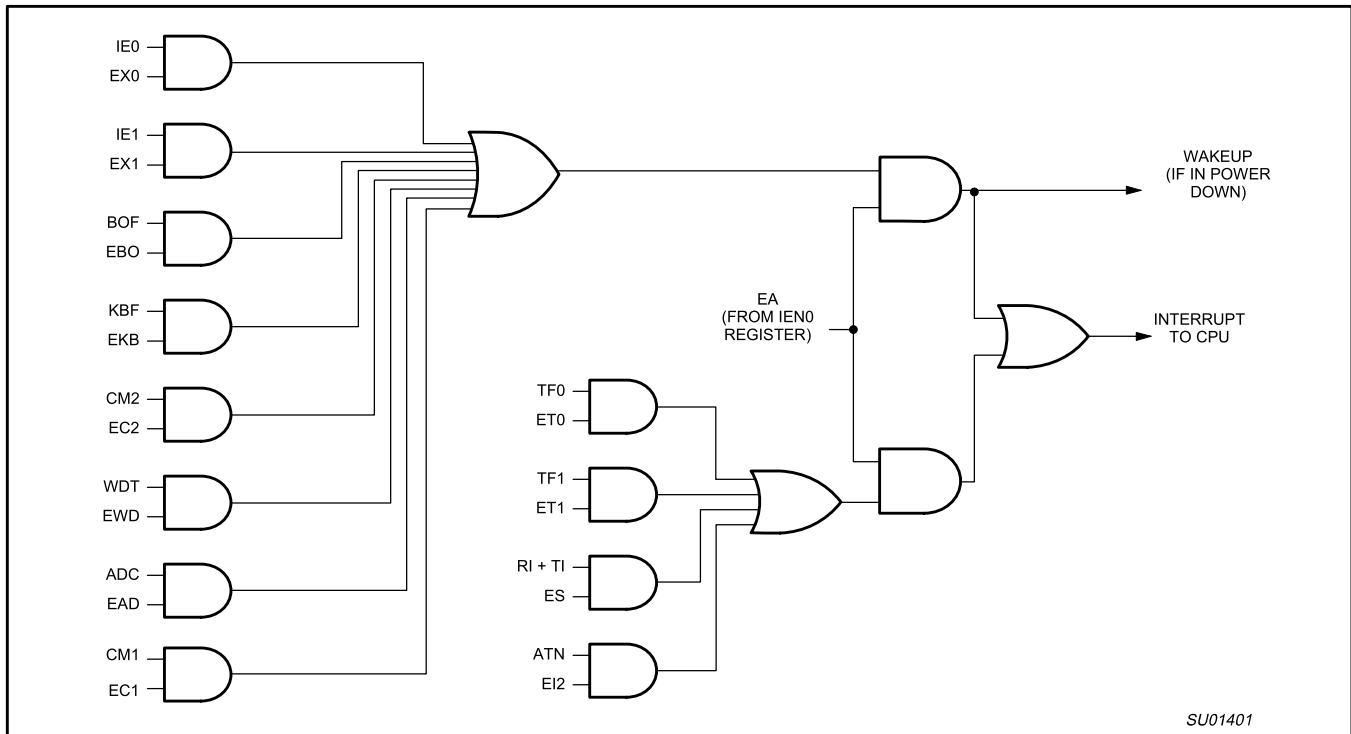 IE0
EX0
IE1
EX1
BOF
EBO
KBF
EKB
CM2
EC2
WDT
EWD
ADC
EAD
CM1
EC1
WAKEUP
(IF IN POWER
DOWN)
EA
(FROM IEN0
REGISTER)
INTERRUPT
TO CPU
TF0
ET0
TF1
ET1
RI + TI
ES
ATN
EI2
SU01401